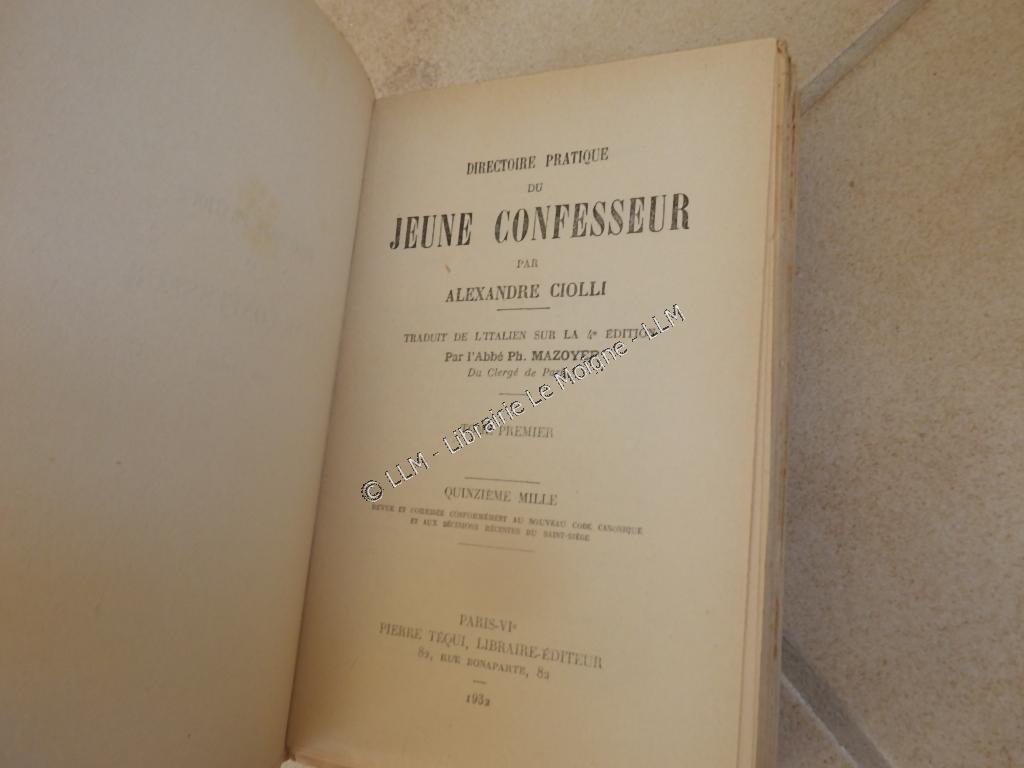 DIRECTOIRE PRATIQUE
DU
JEUNE CONFESSEUR
PAR
ALEXANDRE CIOLLI
TRADUIT DE L'ITALIEN SUR LA 4e ÉDITION
Par l'Abbé Ph. MAZOYER
Du Clergé de
PREMIER
QUINZIÈME MILLE
REVUE ET CORRIGÉE CONFORMÉMENT AU NOUVEAU CODE CANONIQUE
ET AUX DÉCISIONS RÉCENTES DU SAINT-SIÈGE
PARIS-VIe
PIERRE TÉQUI, LIBRAIRE-ÉDITEUR
82, RUE BONAPARTE, 82
1932
© LLM - Librairie Le Moigne - LLM